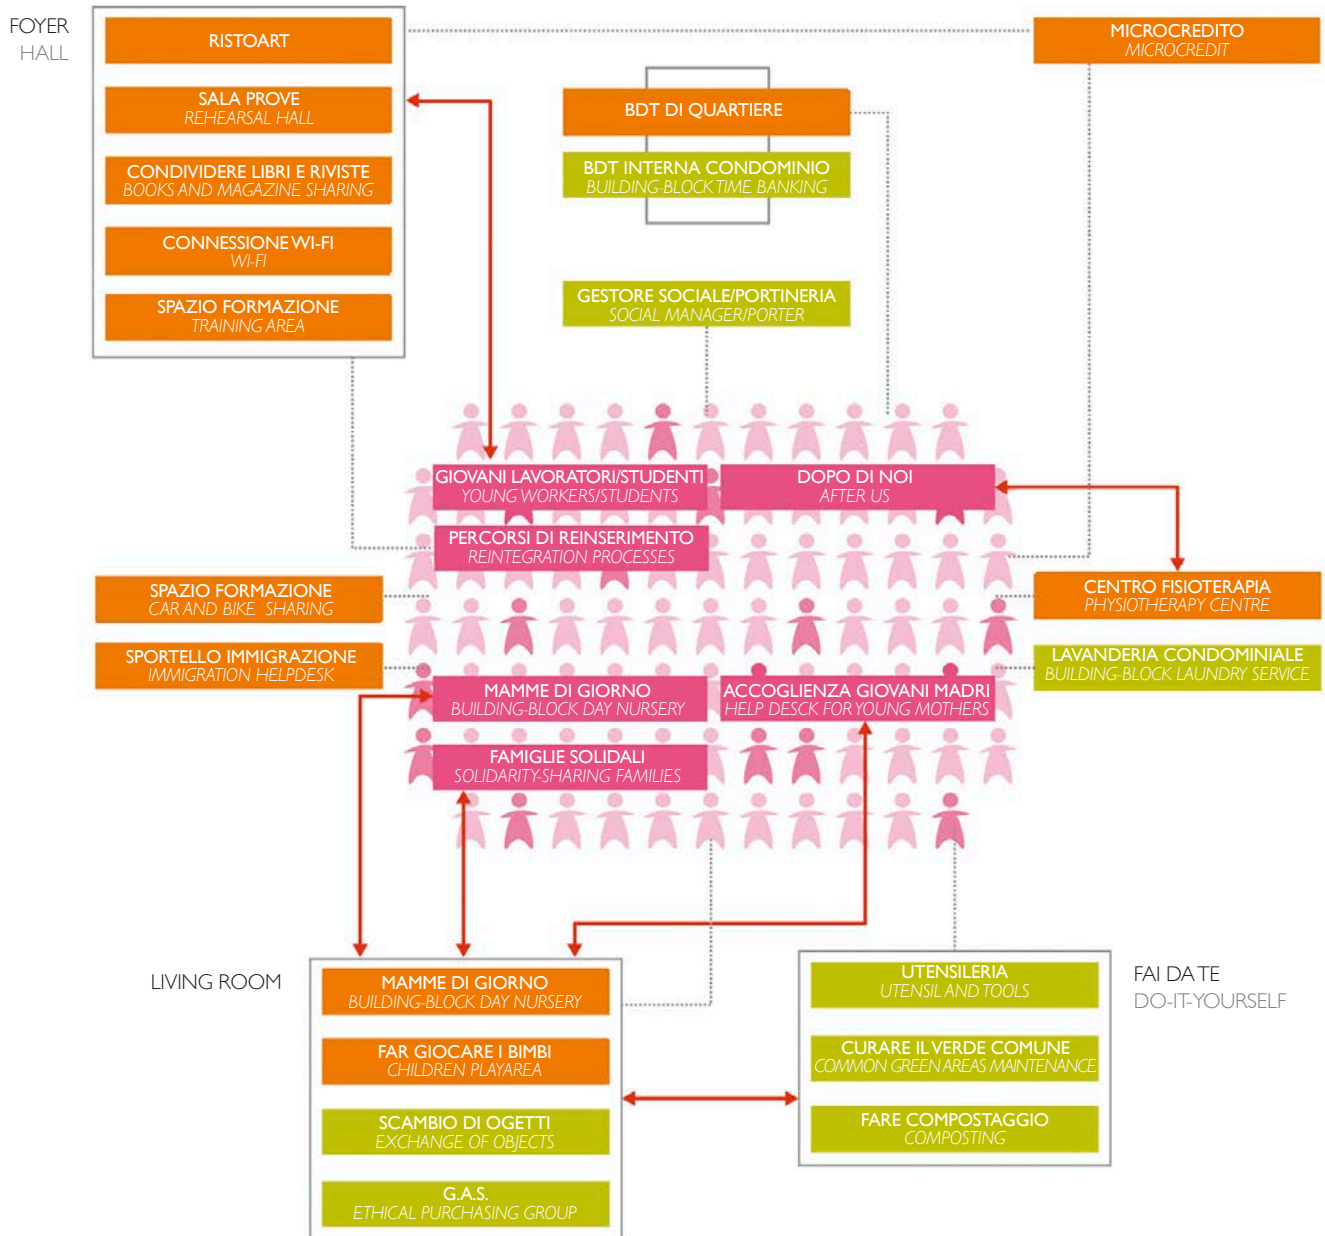 FOYER
HALL
RISTOART
SALA PROVE
REHEARSAL HALL
CONDIVIDERE LIBRI E RIVISTE
BOOKS AND MAGAZINE SHARING
CONNESSIONE WI-FI
WI-FI
SPAZIO FORMAZIONE
TRAINING AREA
MICROCREDITO
MICROCREDIT
BDT DI QUARTIERE
BDT INTERNA CONDOMINIO
BUILDING-BLOCK TIME BANKING
GESTORE SOCIALE/PORTINERIA
SOCIAL MANAGER/PORTER
GIOVANI LAVORATORI/STUDENTI
YOUNG WORKERS/STUDENTS
DOPO DI NOI
AFTER US
PERCORSI DI REINSERIMENTO
REINTEGRATION PROCESSES
SPAZIO FORMAZIONE
CAR AND BIKE SHARING
CENTRO FISIOTERAPIA
PHYSIOTHERAPY CENTRE
SPORTELLO IMMIGRAZIONE
IMMIGRATION HELPDESK
LAVANDERIA CONDOMINIALE
BUILDING-BLOCK LAUNDRY SERVICE
MAMME DI GIORNO
BUILDING-BLOCK DAY NURSERY
ACCOGLIENZA GIOVANI MADRI
HELP DESCK FOR YOUNG MOTHERS
FAMIGLIE SOLIDALI
SOLIDARITY-SHARING FAMILIES
LIVING ROOM
MAMME DI GIORNO
BUILDING-BLOCK DAY NURSERY
FAR GIOCARE I BIMBI
CHILDREN PLAYAREA
SCAMBIO DI OGETTI
EXCHANGE OF OBJECTS
G.A.S.
ETHICAL PURCHASING GROUP
UTENSILERIA
UTENSIL AND TOOLS
CURARE IL VERDE COMUNE
COMMON GREEN AREAS MAINTENANCE
FARE COMPOSTAGGIO
COMPOSTING
FAI DA TE
DO-IT-YOURSELF